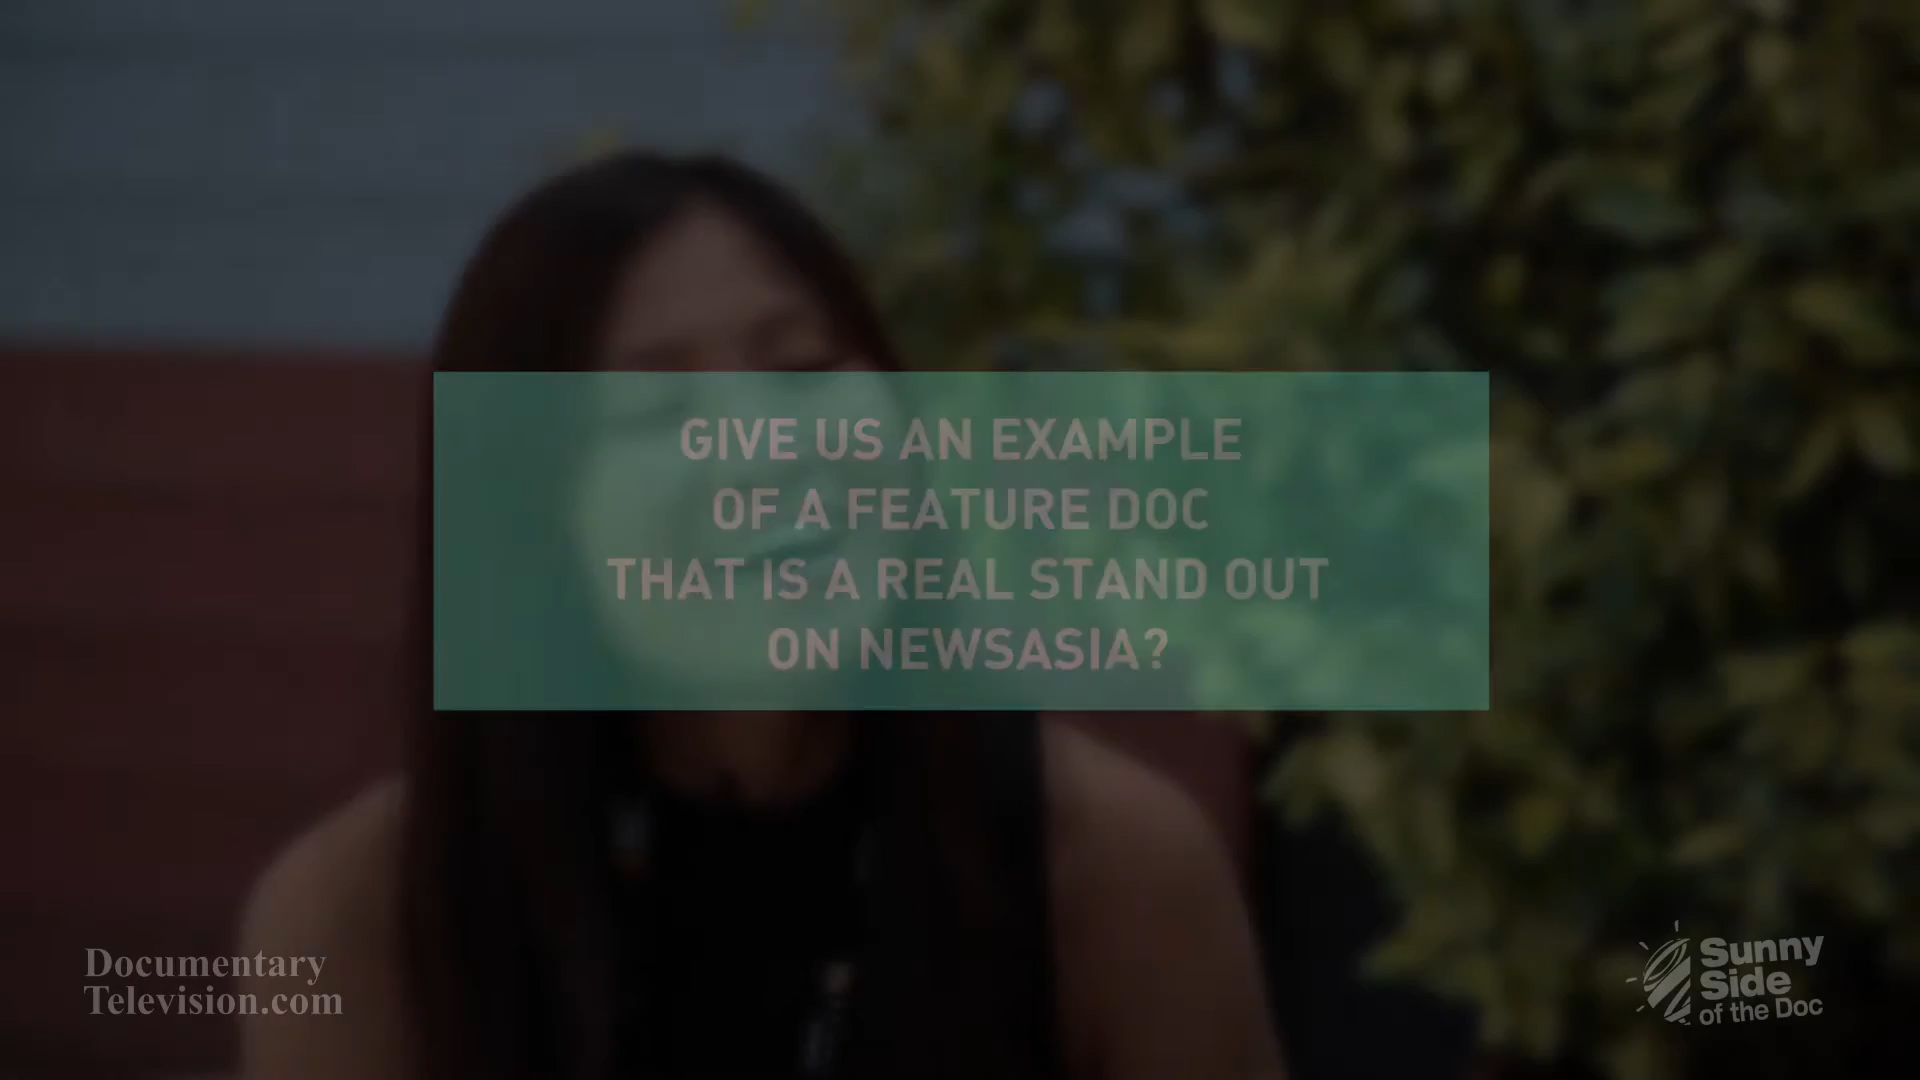 GIVE US AN EXAMPLE
OF A FEATURE DOC
THAT IS A REAL STAND OUT
ON NEWSASIA?
Documentary
Television.com
Sunny
Side
of the Doc